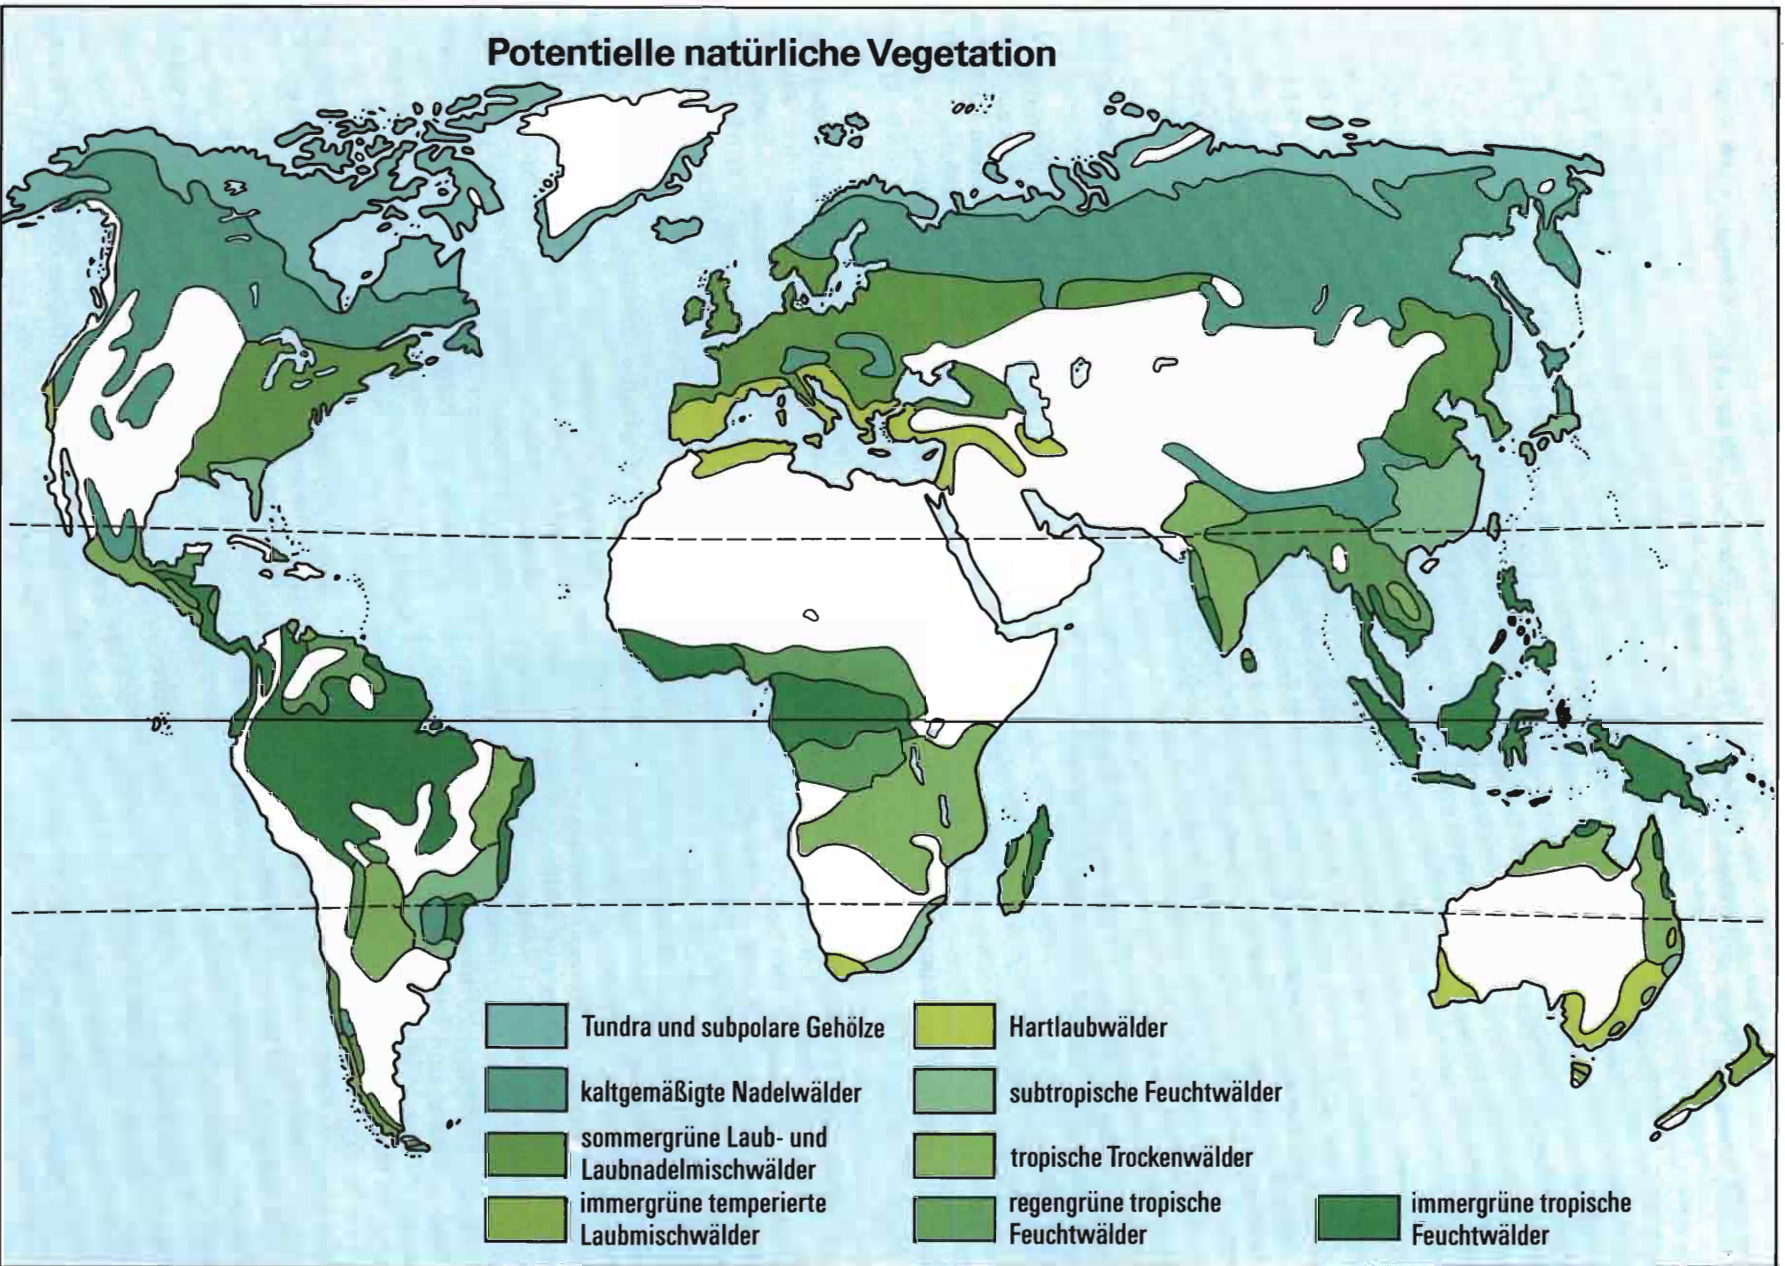 Potentielle natürliche Vegetation
Tundra und subpolare Gehölze
kaltgemäßigte Nadelwälder
sommergrüne Laub- und
Laubnadelmischwälder
immergrüne temperierte
Laubmischwälder
Hartlaubwälder
subtropische Feuchtwälder
tropische Trockenwälder
regengrüne tropische
Feuchtwälder
immergrüne tropische
Feuchtwälder